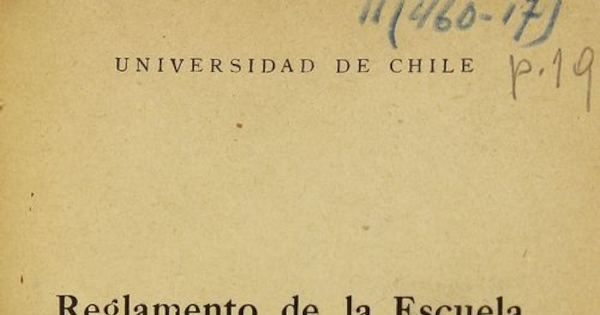 11(460-17)
UNIVERSIDAD DE CHILE
p.19
Reglamento de la Escuela